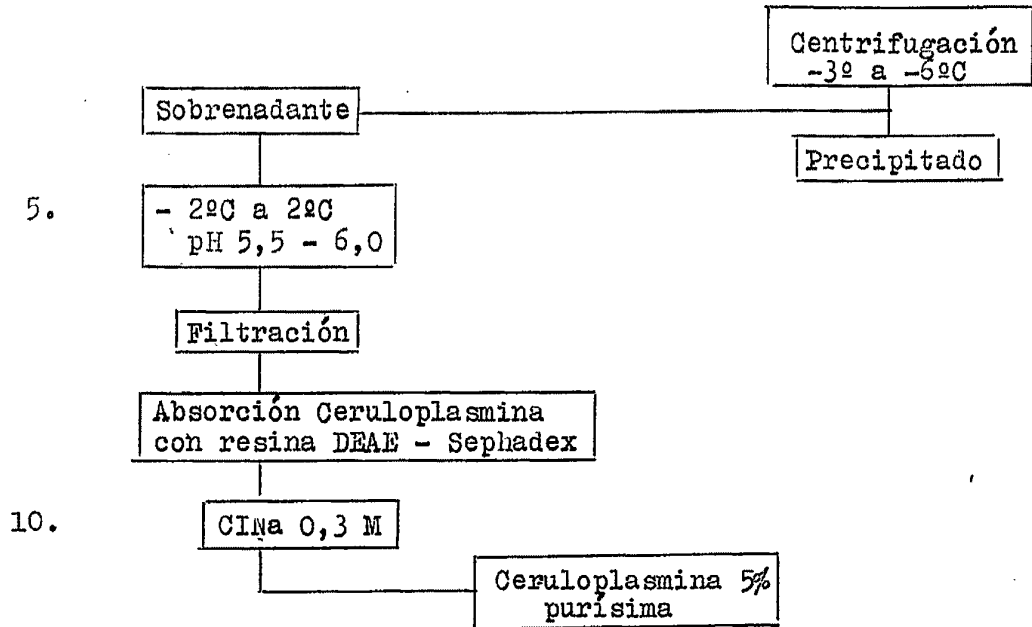 Centrifugación
-3º a -6ºC
Sobrenadante
Precipitado
5.
- 2ºC a 2ºC
pH 5,5 - 6,0
Filtración
Absorción Ceruloplasmina
con resina DEAE - Sephadex
10.
ClNa 0,3 M
Ceruloplasmina 5%
purísima